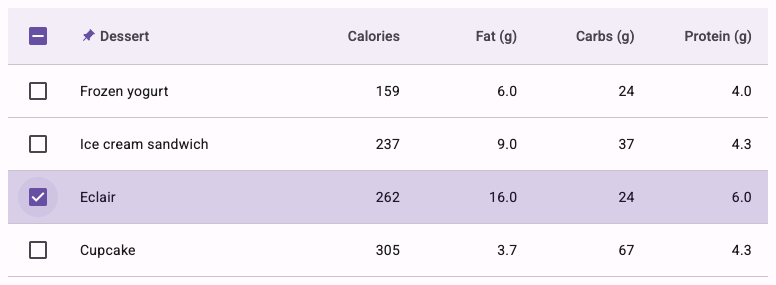 Dessert Calories Fat (g) Carbs (g) Protein (g)
Frozen yogurt 159 6.0 24 4.0
Ice cream sandwich 237 9.0 37 4.3
Eclair 262 16.0 24 6.0
Cupcake 305 3.7 67 4.3